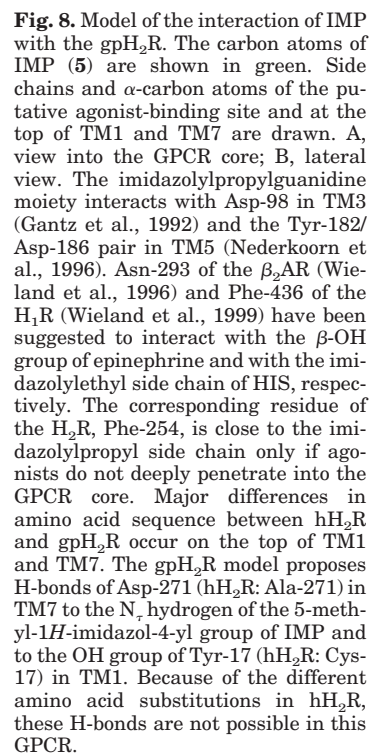 Fig. 8. Model of the interaction of IMP
with the gpH₂R. The carbon atoms of
IMP (5) are shown in green. Side
chains and α-carbon atoms of the pu-
tative agonist-binding site and at the
top of TM1 and TM7 are drawn. A,
view into the GPCR core; B, lateral
view. The imidazolylpropylguanidine
moiety interacts with Asp-98 in TM3
(Gantz et al., 1992) and the Tyr-182/
Asp-186 pair in TM5 (Nederkoorn et
al., 1996). Asn-293 of the β₂AR (Wie-
land et al., 1996) and Phe-436 of the
H₁R (Wieland et al., 1999) have been
suggested to interact with the β-OH
group of epinephrine and with the imi-
dazolylethyl side chain of HIS, respec-
tively. The corresponding residue of
the H₂R, Phe-254, is close to the imi-
dazolylpropyl side chain only if ago-
nists do not deeply penetrate into the
GPCR core. Major differences in
amino acid sequence between hH₂R
and gpH₂R occur on the top of TM1
and TM7. The gpH₂R model proposes
H-bonds of Asp-271 (hH₂R: Ala-271) in
TM7 to the Nτ hydrogen of the 5-meth-
yl-1H-imidazol-4-yl group of IMP and
to the OH group of Tyr-17 (hH₂R: Cys-
17) in TM1. Because of the different
amino acid substitutions in hH₂R,
these H-bonds are not possible in this
GPCR.